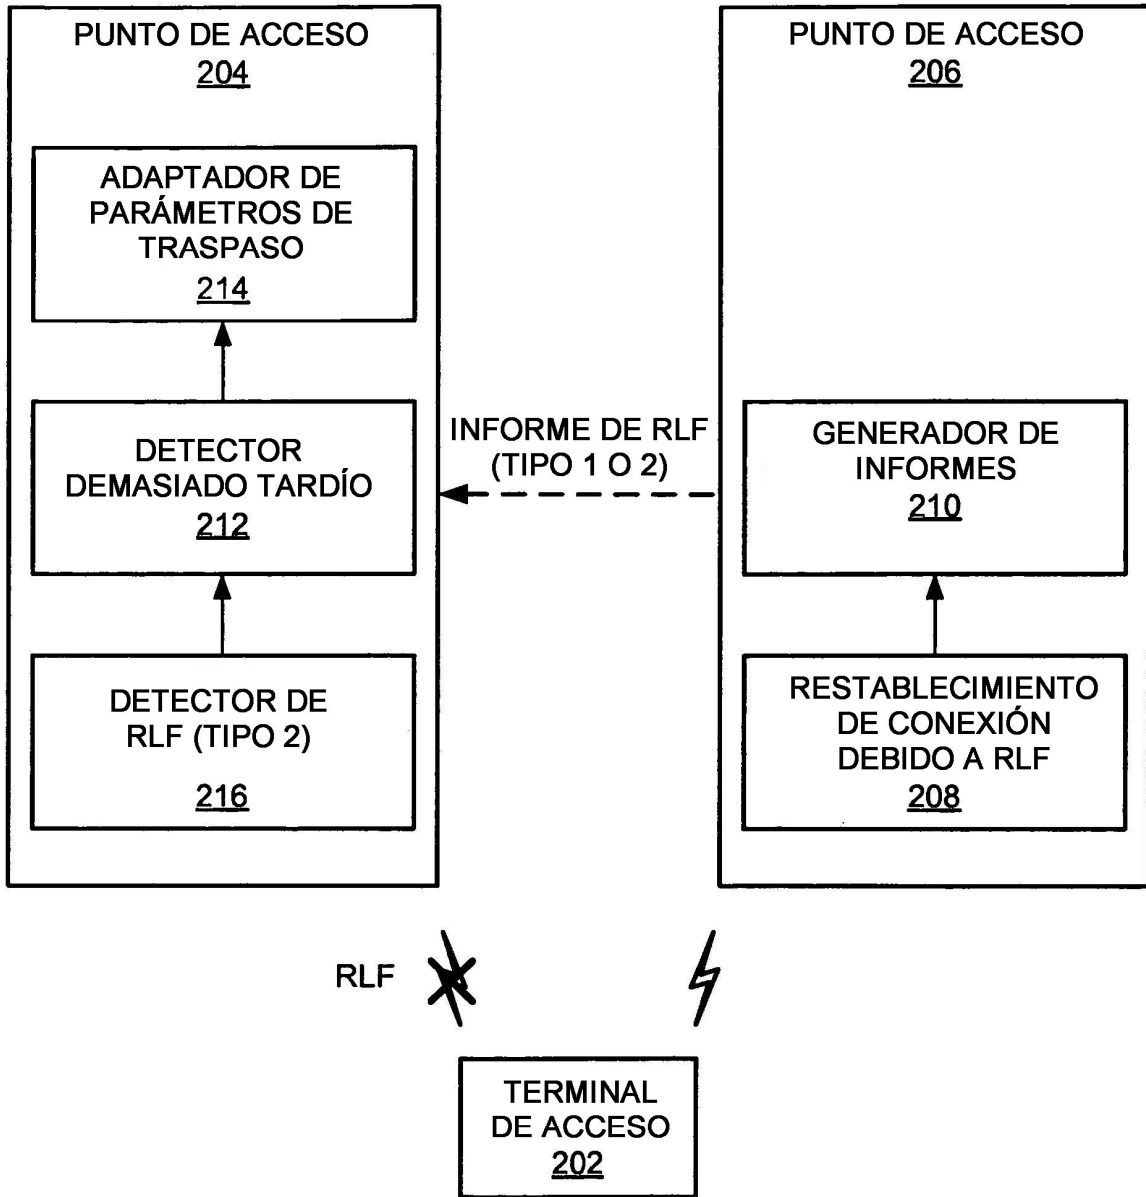 PUNTO DE ACCESO
204
ADAPTADOR DE
PARÁMETROS DE
TRASPASO
214
DETECTOR
DEMASIADO TARDÍO
212
DETECTOR DE
RLF (TIPO 2)
216
INFORME DE RLF
(TIPO 1 O 2)
PUNTO DE ACCESO
206
GENERADOR DE
INFORMES
210
RESTABLECIMIENTO
DE CONEXIÓN
DEBIDO A RLF
208
RLF
TERMINAL
DE ACCESO
202